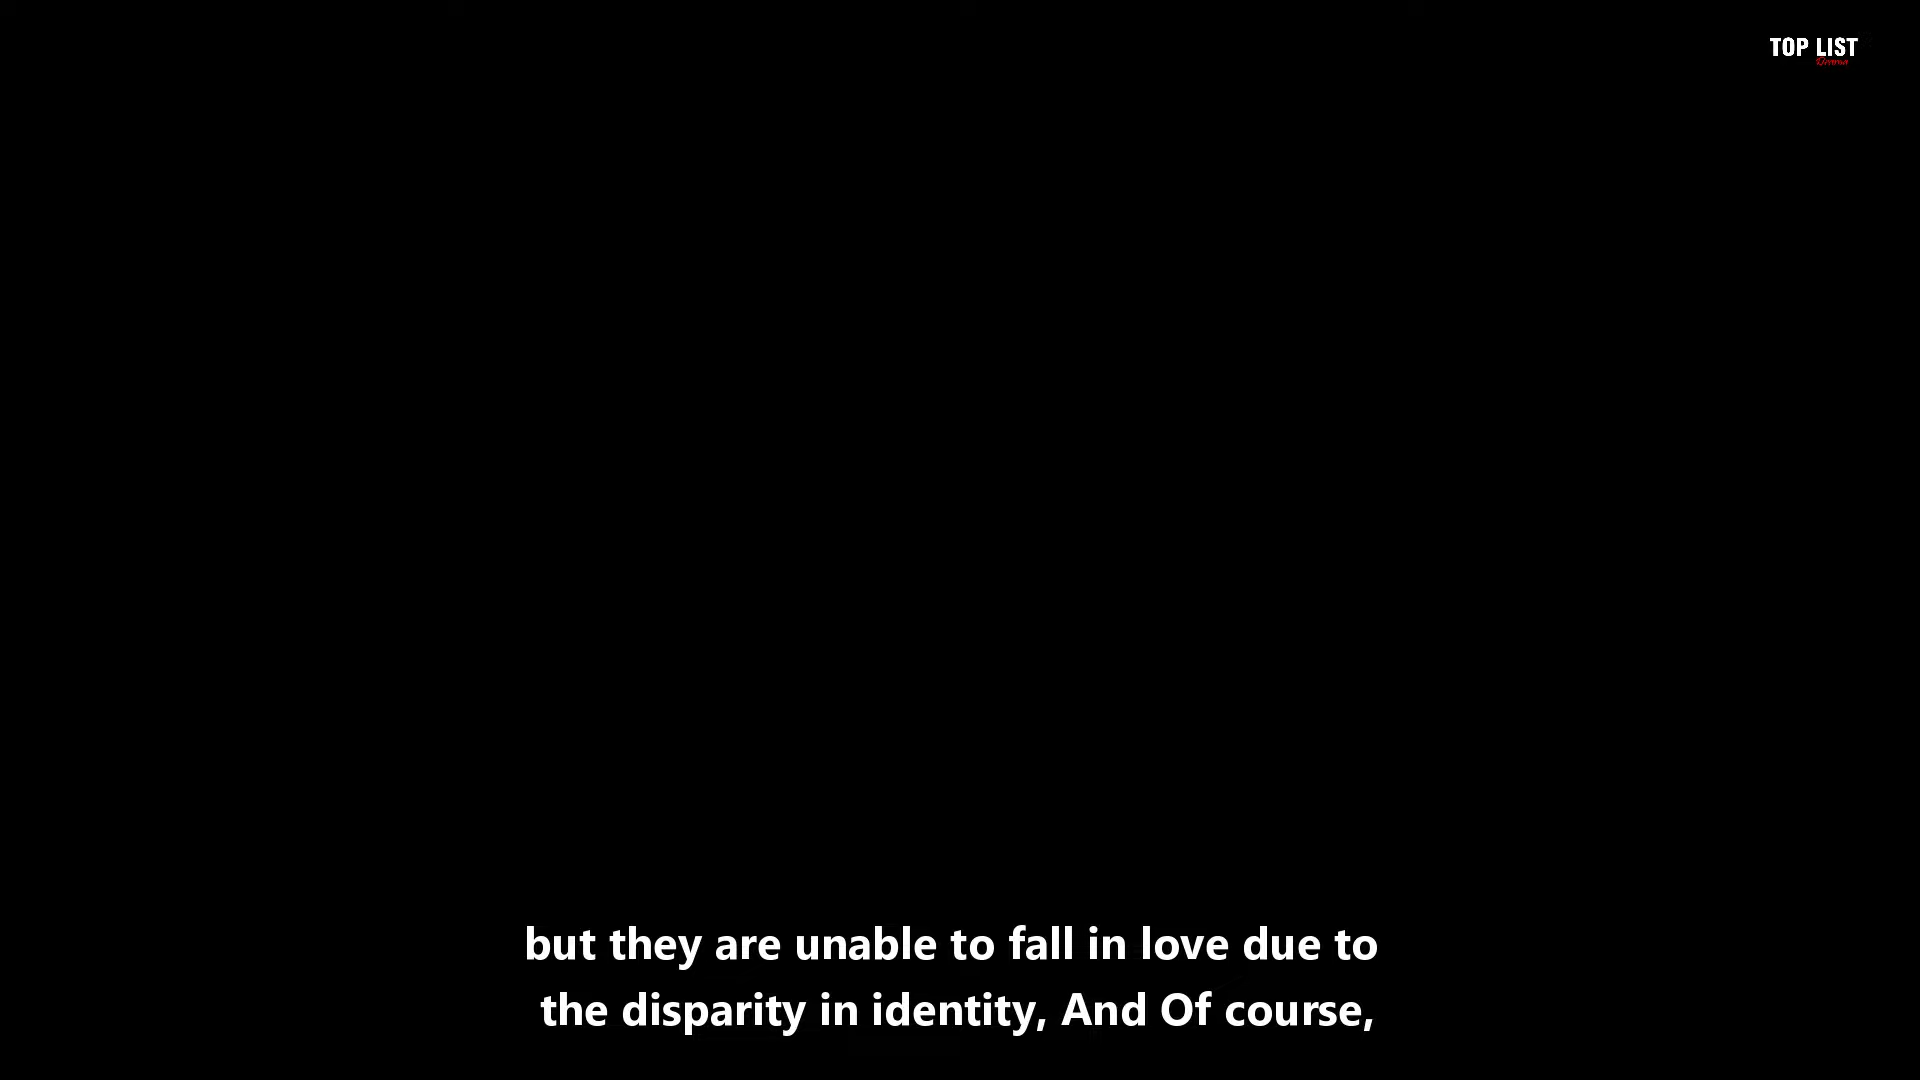 TOP LIST
Drama
but they are unable to fall in love due to
the disparity in identity, And Of course,